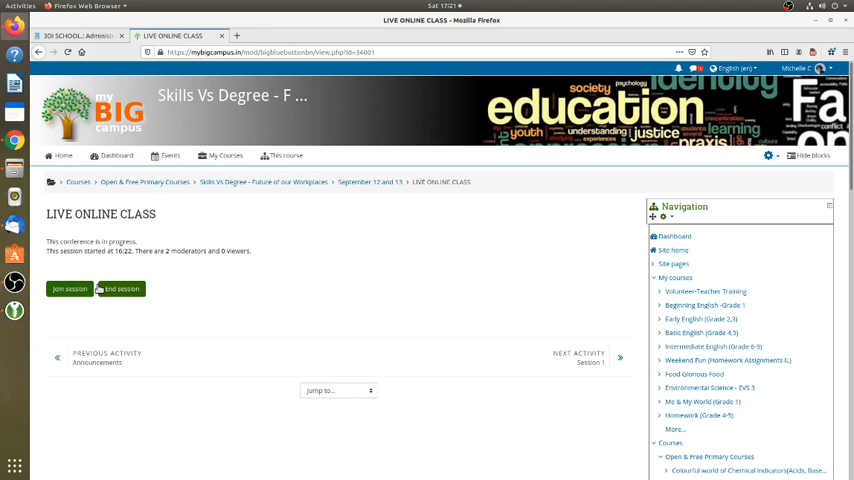 Activities Firefox Web Browser Sat 17:21
LIVE ONLINE CLASS - Mozilla Firefox
3DI SCHOOL.: Administra LIVE ONLINE CLASS
https://mybigcampus.in/mod/bigbluebuttonbn/view.php?id=34001
English (en) Michelle C
my
BIG
campus
Skills Vs Degree - F ...
society psychology identity
education Fa
youth understanding justice learning
expression praxis
Home Dashboard Events My Courses This course Hide blocks
Courses Open & Free Primary Courses Skills Vs Degree - Future of our Workplaces September 12 and 13 LIVE ONLINE CLASS
LIVE ONLINE CLASS
This conference is in progress.
This session started at 16:22. There are 2 moderators and 0 viewers.
Join session End session
PREVIOUS ACTIVITY
Announcements
NEXT ACTIVITY
Session 1
Jump to...
Navigation
Dashboard
Site home
Site pages
My courses
Volunteer-Teacher Training
Beginning English -Grade 1
Early English (Grade 2,3)
Basic English (Grade 4,5)
Intermediate English (Grade 6-9)
Weekend Fun (Homework Assignments IL)
Food Glorious Food
Environmental Science - EVS 3
Me & My World (Grade 1)
Homework (Grade 4-5)
More...
Courses
Open & Free Primary Courses
Colourful world of Chemical Indicators(Acids, Base...